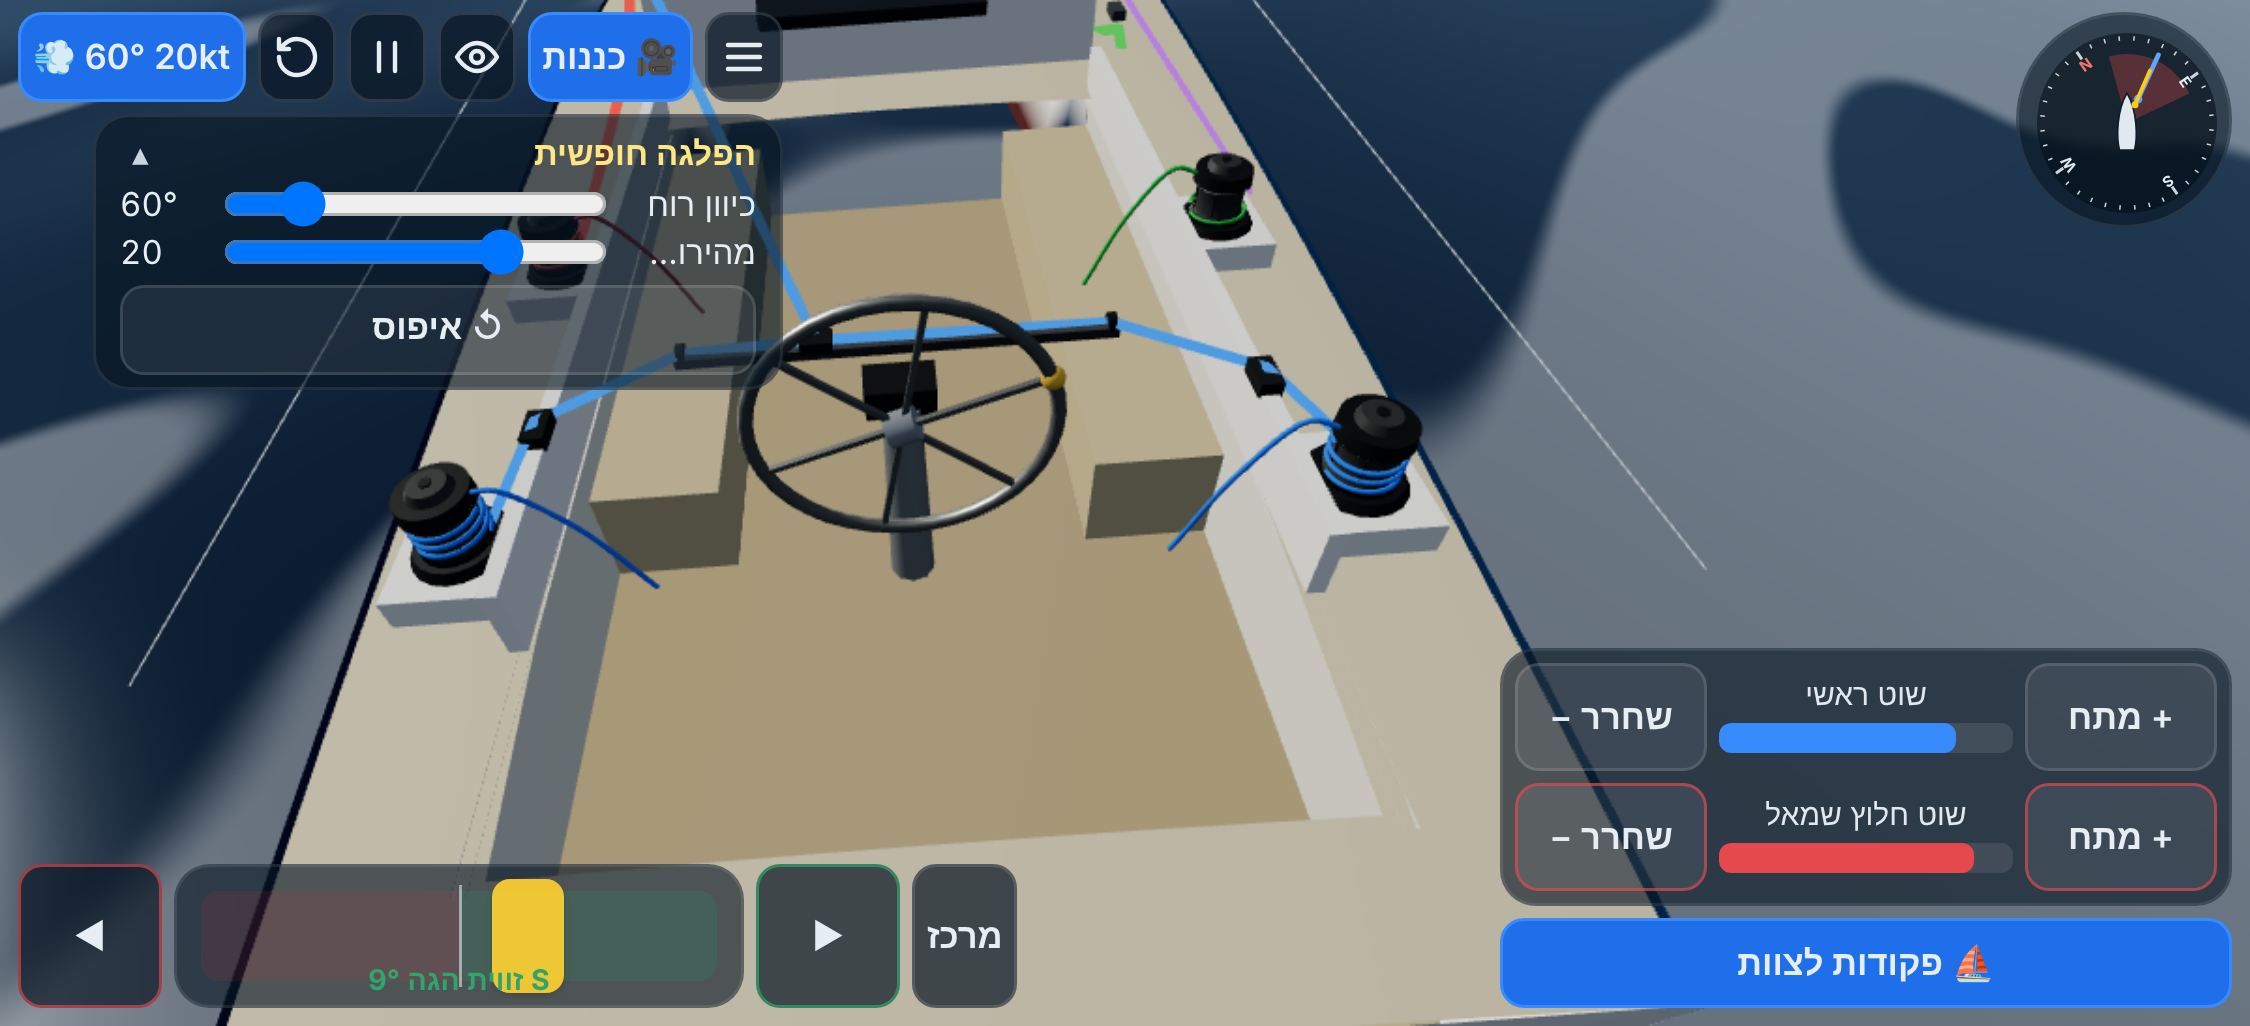 💨 60° 20kt
כננות 🎥
הפלגה חופשית ▲
כיוון רוח 60°
מהירו... 20
↺ איפוס
N
E
S
W
+ מתח שוט ראשי שחרר –
+ מתח שוט חלוץ שמאל שחרר –
⛵ פקודות לצוות
◀ ▶ מרכז
זווית הגה 9° S